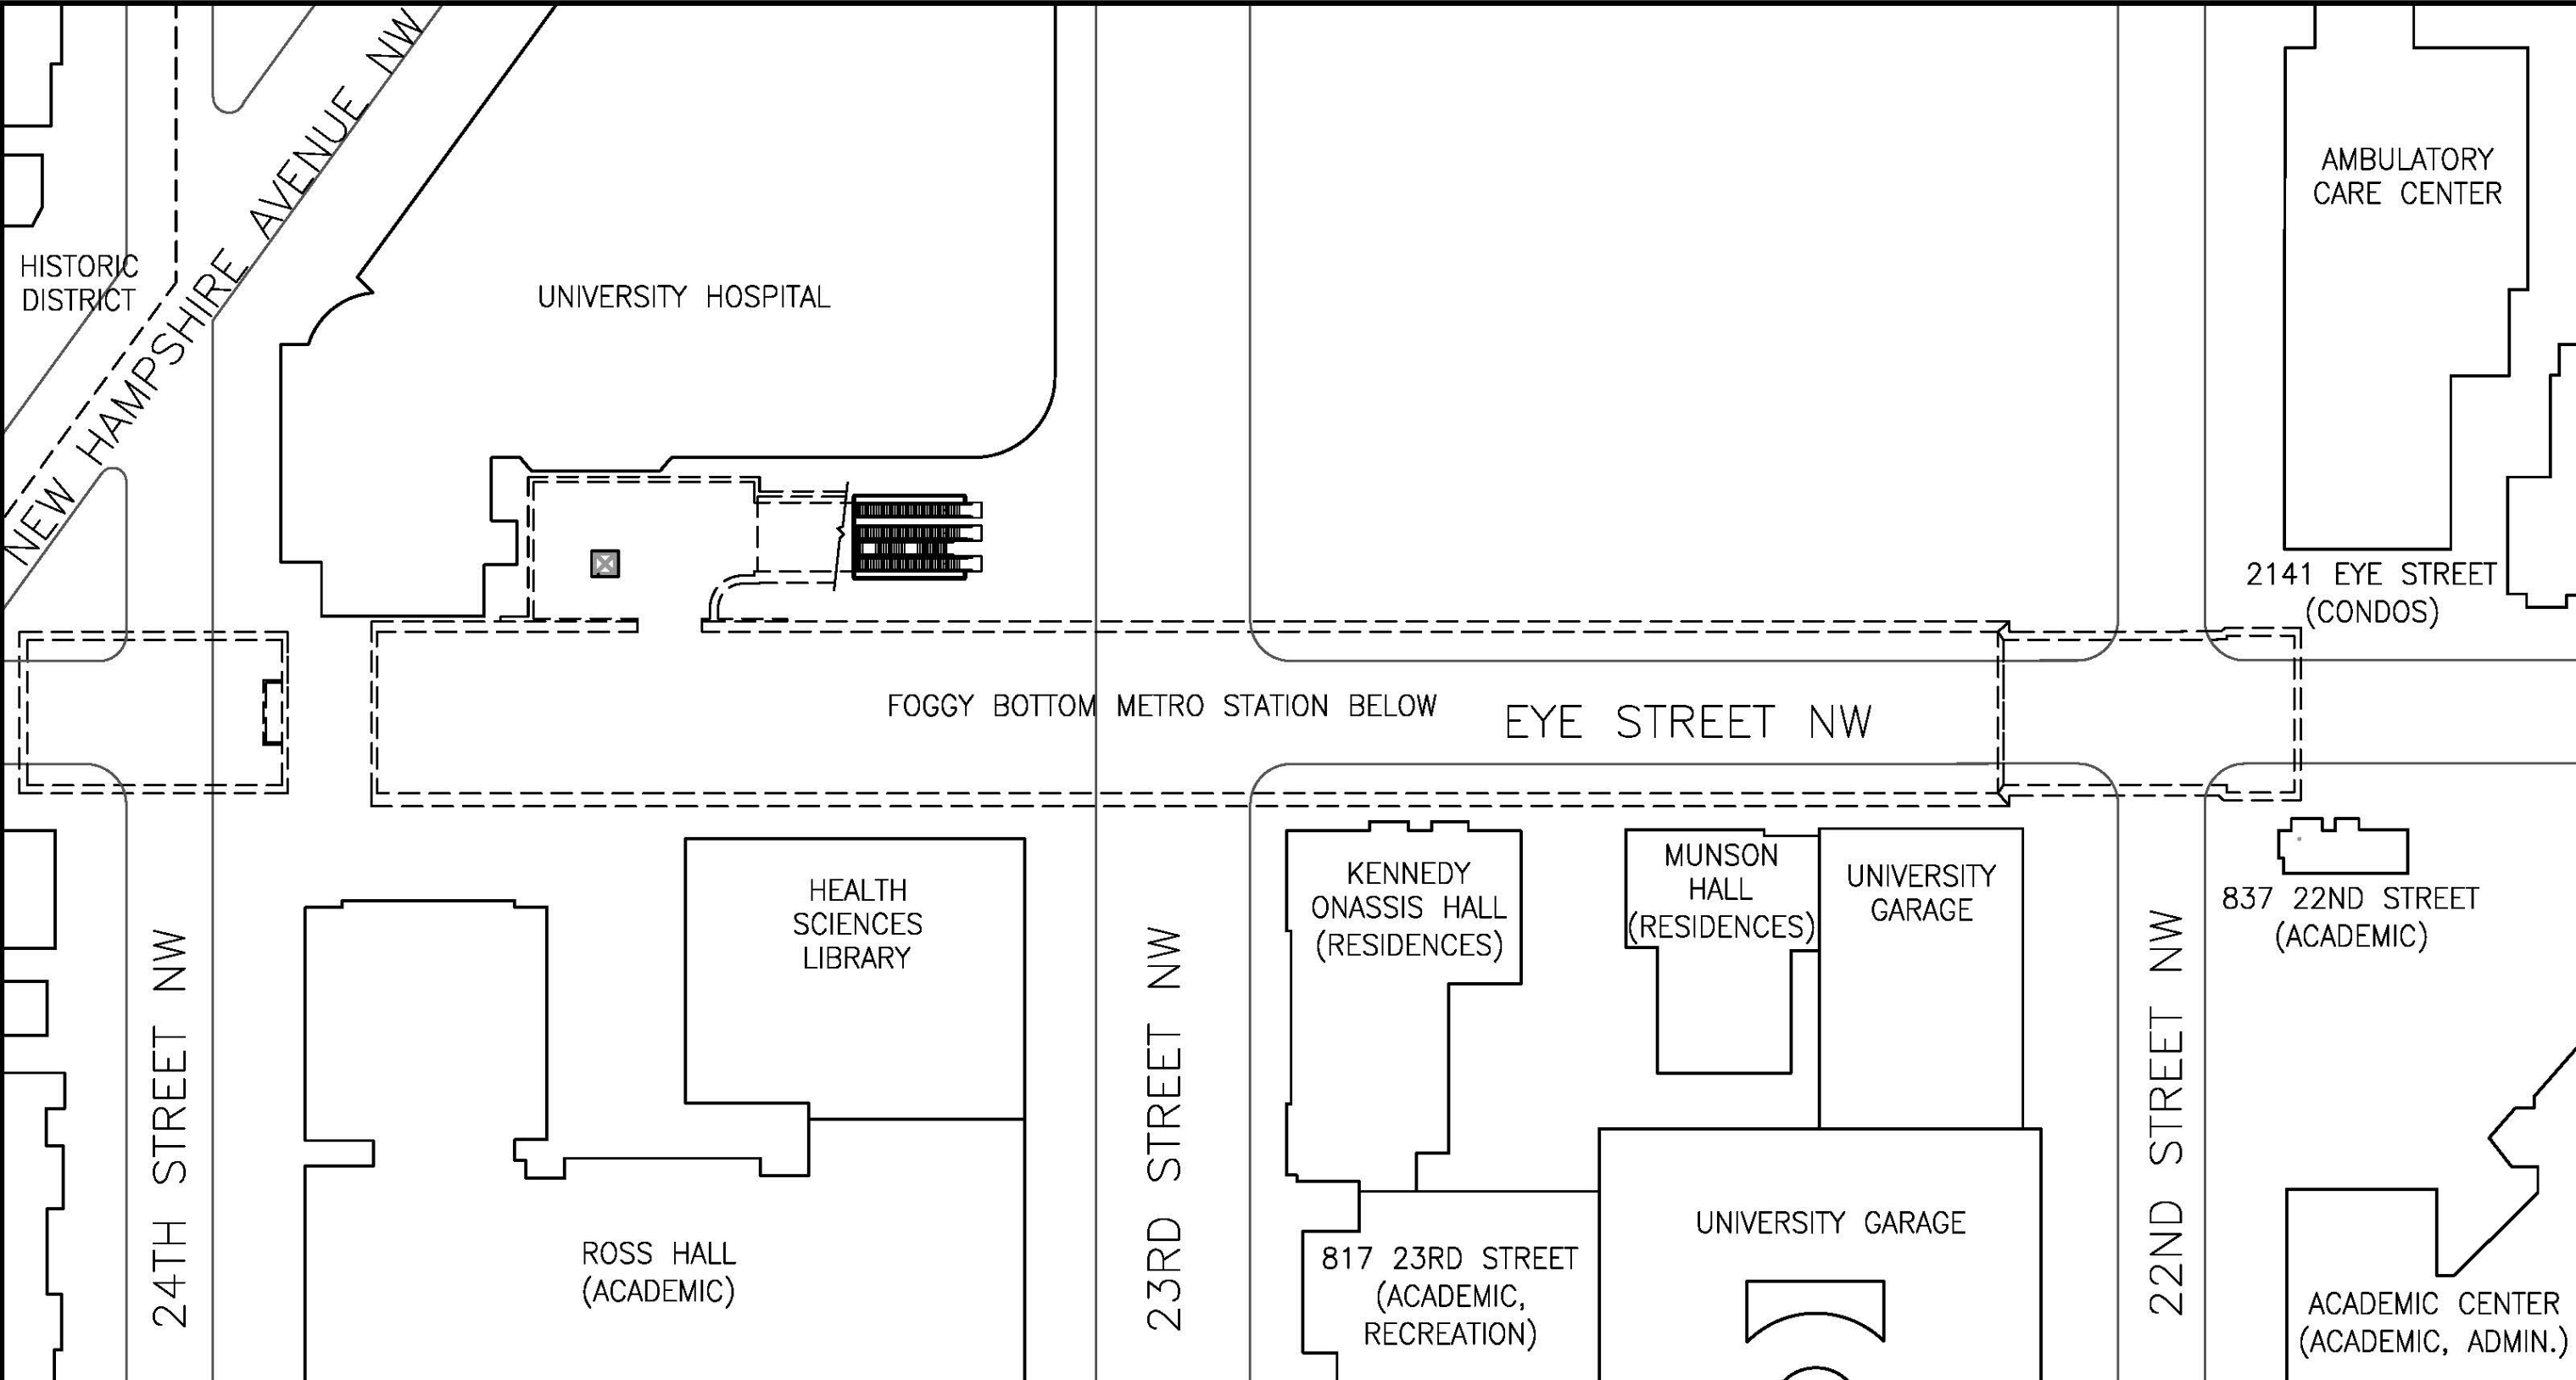 NEW HAMPSHIRE AVENUE NW
HISTORIC
DISTRICT
UNIVERSITY HOSPITAL
AMBULATORY
CARE CENTER
2141 EYE STREET
(CONDOS)
FOGGY BOTTOM METRO STATION BELOW
EYE STREET NW
HEALTH
SCIENCES
LIBRARY
KENNEDY
ONASSIS HALL
(RESIDENCES)
MUNSON
HALL
(RESIDENCES)
UNIVERSITY
GARAGE
837 22ND STREET
(ACADEMIC)
24TH STREET NW
23RD STREET NW
22ND STREET NW
ROSS HALL
(ACADEMIC)
817 23RD STREET
(ACADEMIC,
RECREATION)
UNIVERSITY GARAGE
ACADEMIC CENTER
(ACADEMIC, ADMIN.)